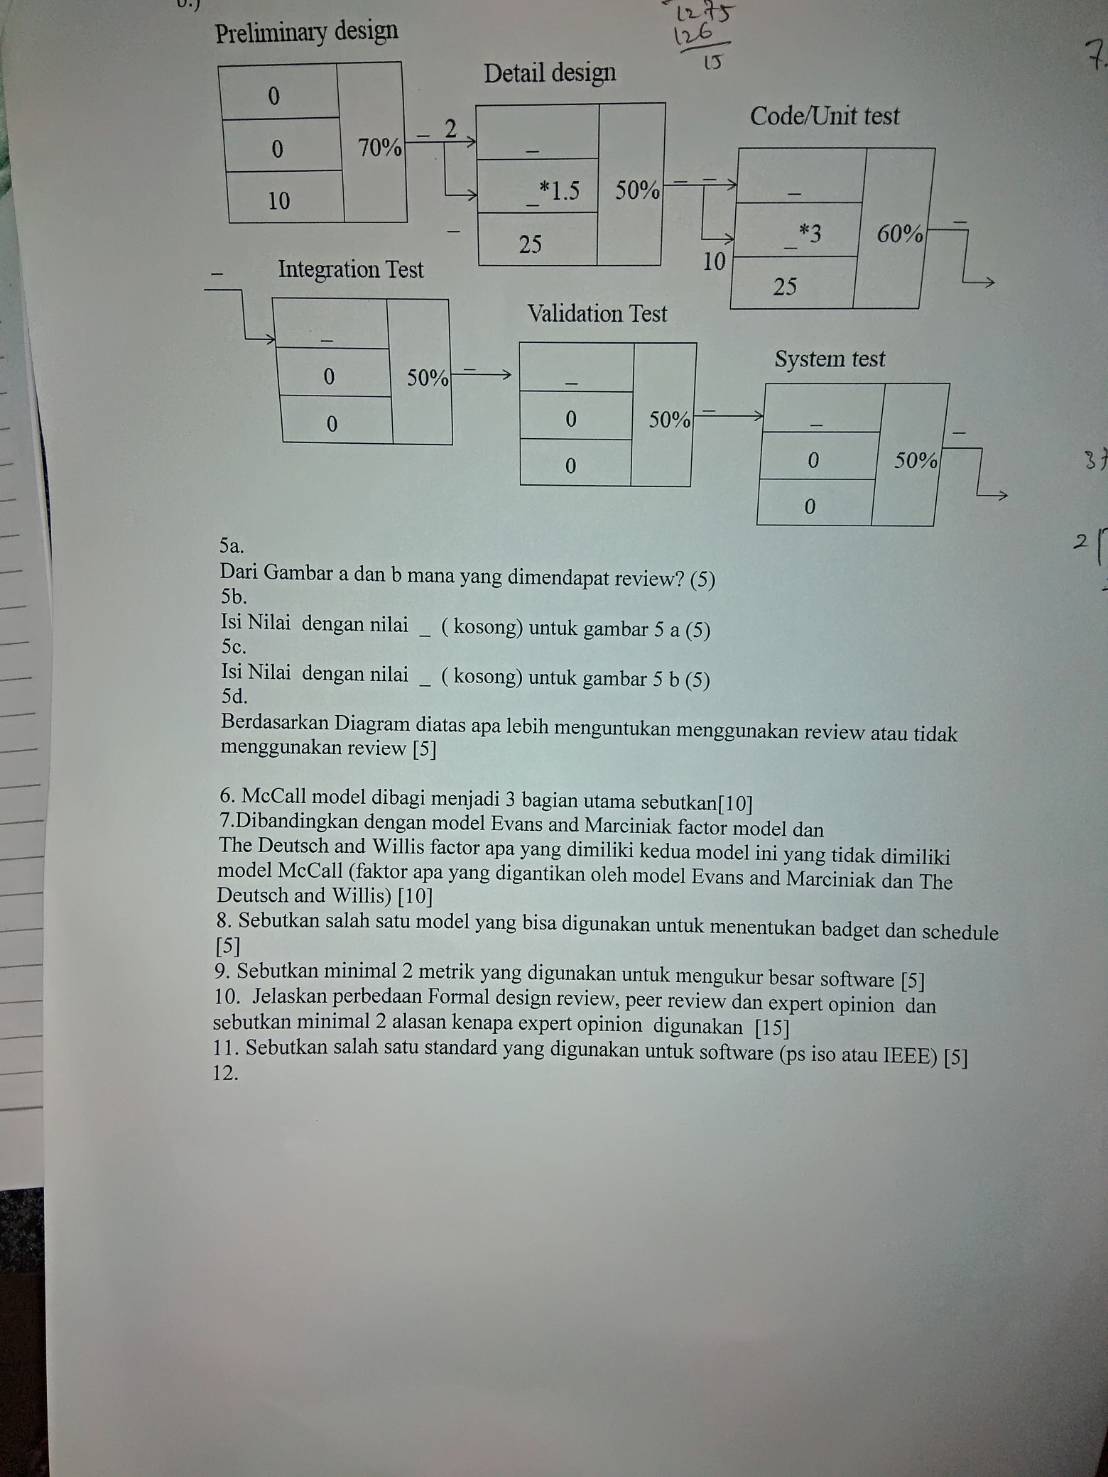 Preliminary design
1275
126
15
7.
Detail design
Code/Unit test
0
0
10
70%
_ 2
_
_
_*1.5
25
50%
_ _
10
_
_*3
25
60%
_
_
Integration Test
_
0
0
50%
_
Validation Test
_
0
0
50%
_
System test
_
0
0
50%
_
5a.
Dari Gambar a dan b mana yang dimendapat review? (5)
5b.
Isi Nilai dengan nilai _ ( kosong) untuk gambar 5 a (5)
5c.
Isi Nilai dengan nilai _ ( kosong) untuk gambar 5 b (5)
5d.
Berdasarkan Diagram diatas apa lebih menguntukan menggunakan review atau tidak
menggunakan review [5]
6. McCall model dibagi menjadi 3 bagian utama sebutkan[10]
7.Dibandingkan dengan model Evans and Marciniak factor model dan
The Deutsch and Willis factor apa yang dimiliki kedua model ini yang tidak dimiliki
model McCall (faktor apa yang digantikan oleh model Evans and Marciniak dan The
Deutsch and Willis) [10]
8. Sebutkan salah satu model yang bisa digunakan untuk menentukan badget dan schedule
[5]
9. Sebutkan minimal 2 metrik yang digunakan untuk mengukur besar software [5]
10. Jelaskan perbedaan Formal design review, peer review dan expert opinion dan
sebutkan minimal 2 alasan kenapa expert opinion digunakan [15]
11. Sebutkan salah satu standard yang digunakan untuk software (ps iso atau IEEE) [5]
12.